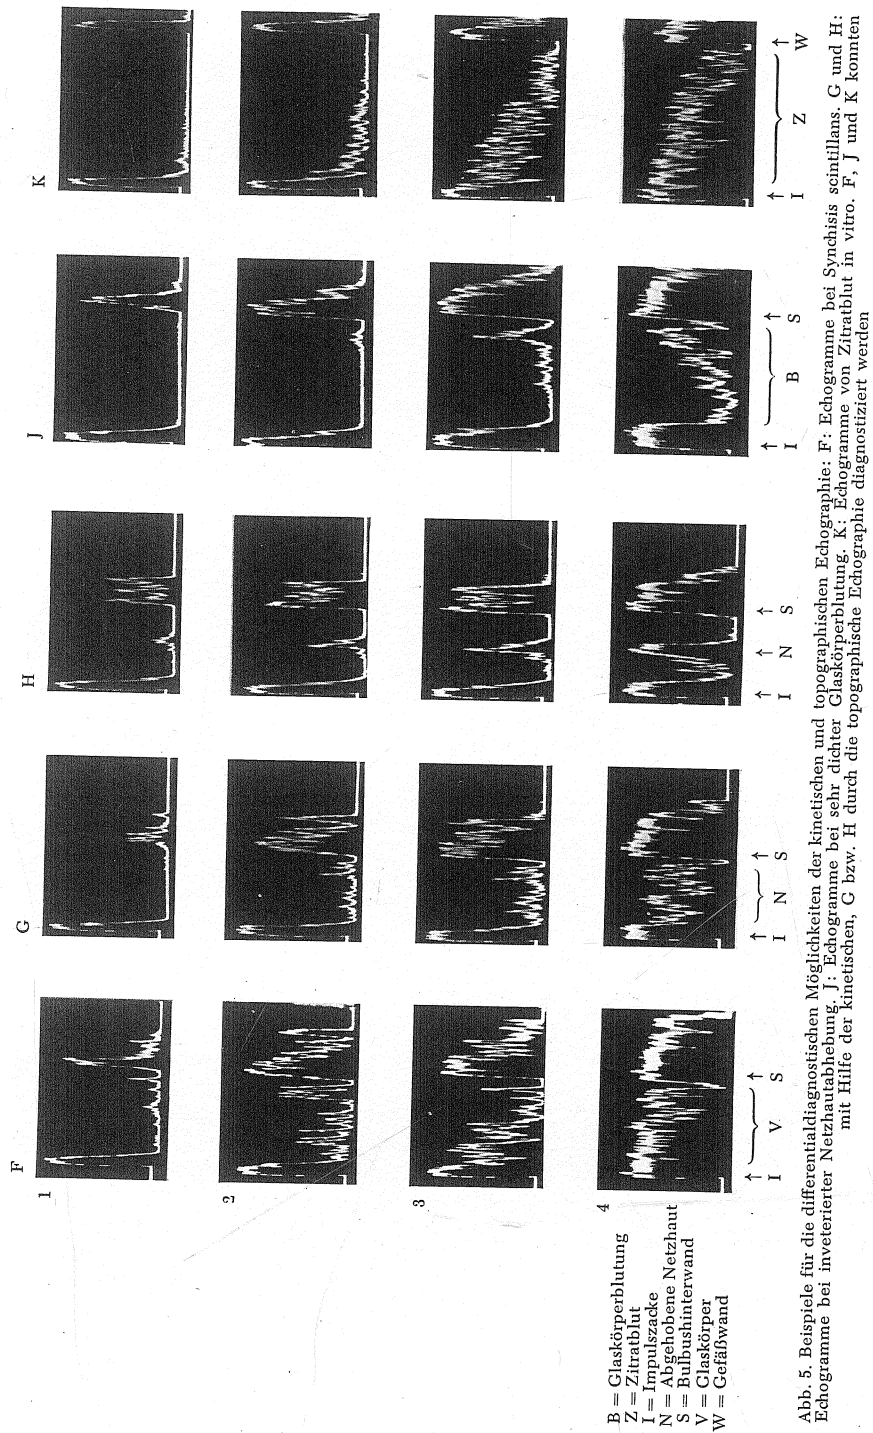 F G H J K
1
2
3
4
I V S I N S I N S I B S I Z W
B = Glaskörperblutung
Z = Zitratblut
I = Impulszacke
N = Abgehobene Netzhaut
S = Bulbushinterwand
V = Glaskörper
W = Gefäßwand
Abb. 5. Beispiele für die differentialdiagnostischen Möglichkeiten der kinetischen und topographischen Echographie: F: Echogramme bei Synchisis scintillans. G und H:
Echogramme bei inveterierter Netzhautabhebung. J: Echogramme bei sehr dichter Glaskörperblutung. K: Echogramme von Zitratblut in vitro. F, J und K konnten
mit Hilfe der kinetischen, G bzw. H durch die topographische Echographie diagnostiziert werden